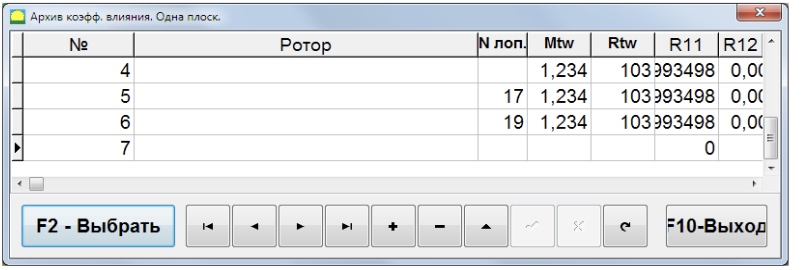 Архив коэфф. влияния. Одна плоск.
№ Ротор N лоп. Mtw Rtw R11 R12
4 1,234 103 993498 0,00
5 17 1,234 103 993498 0,00
6 19 1,234 103 993498 0,00
7 0
F2 - Выбрать F10-Выход